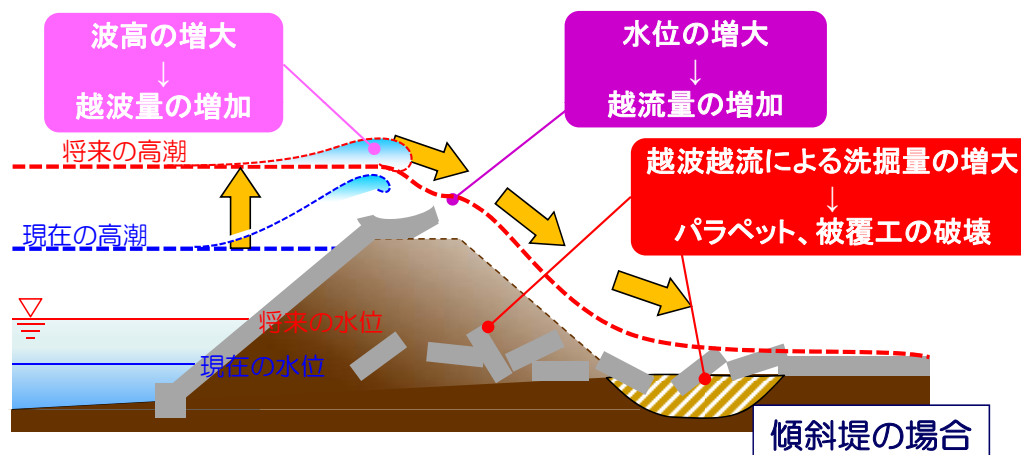 波高の増大
↓
越波量の増加
水位の増大
↓
越流量の増加
将来の高潮
越波越流による洗掘量の増大
↓
パラペット、被覆工の破壊
現在の高潮
将来の水位
現在の水位
傾斜堤の場合